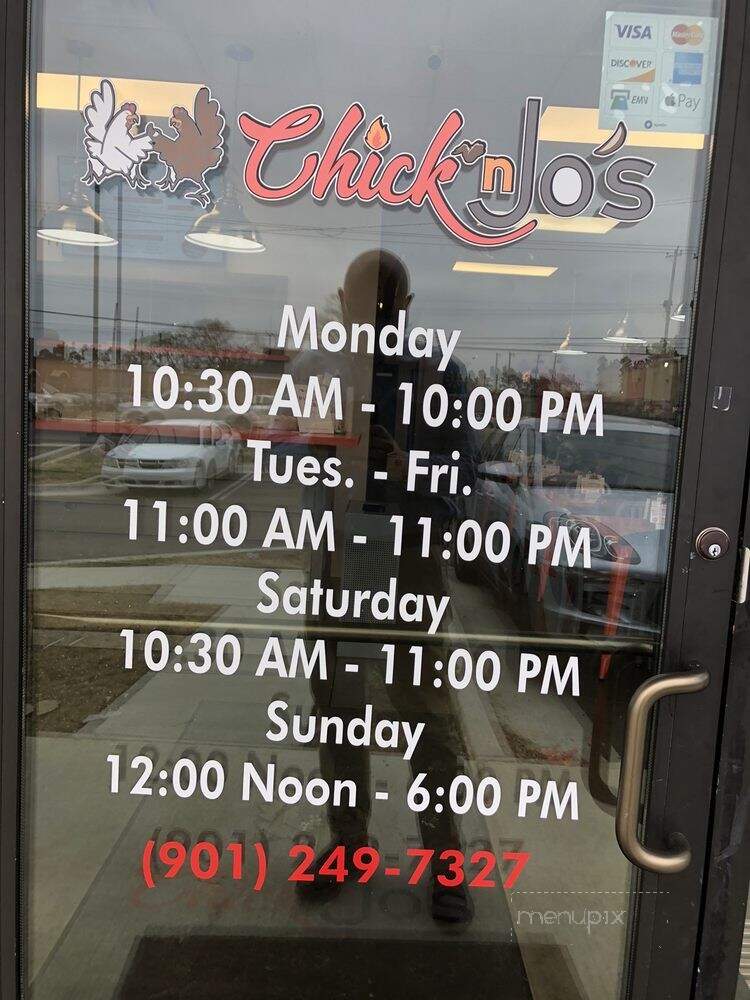 VISA
MasterCard
DISCOVER
EMV
Pay
Chick'nJo's
Monday
10:30 AM - 10:00 PM
Tues. - Fri.
11:00 AM - 11:00 PM
Saturday
10:30 AM - 11:00 PM
Sunday
12:00 Noon - 6:00 PM
(901) 249-7327
menupix